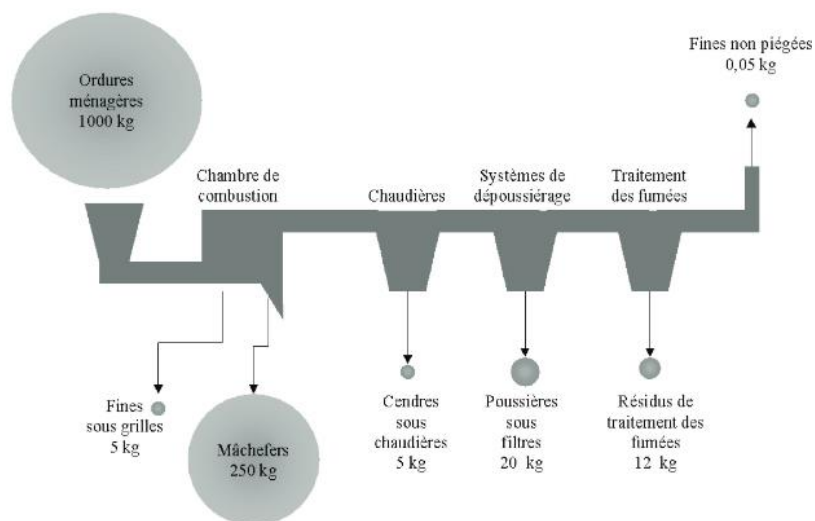 Ordures
ménagères
1000 kg
Fines non piégées
0,05 kg
Chambre de
combustion
Chaudières
Systèmes de
dépoussiérage
Traitement
des fumées
Fines
sous grilles
5 kg
Mâchefers
250 kg
Cendres
sous
chaudières
5 kg
Poussières
sous
filtres
20 kg
Résidus de
traitement des
fumées
12 kg